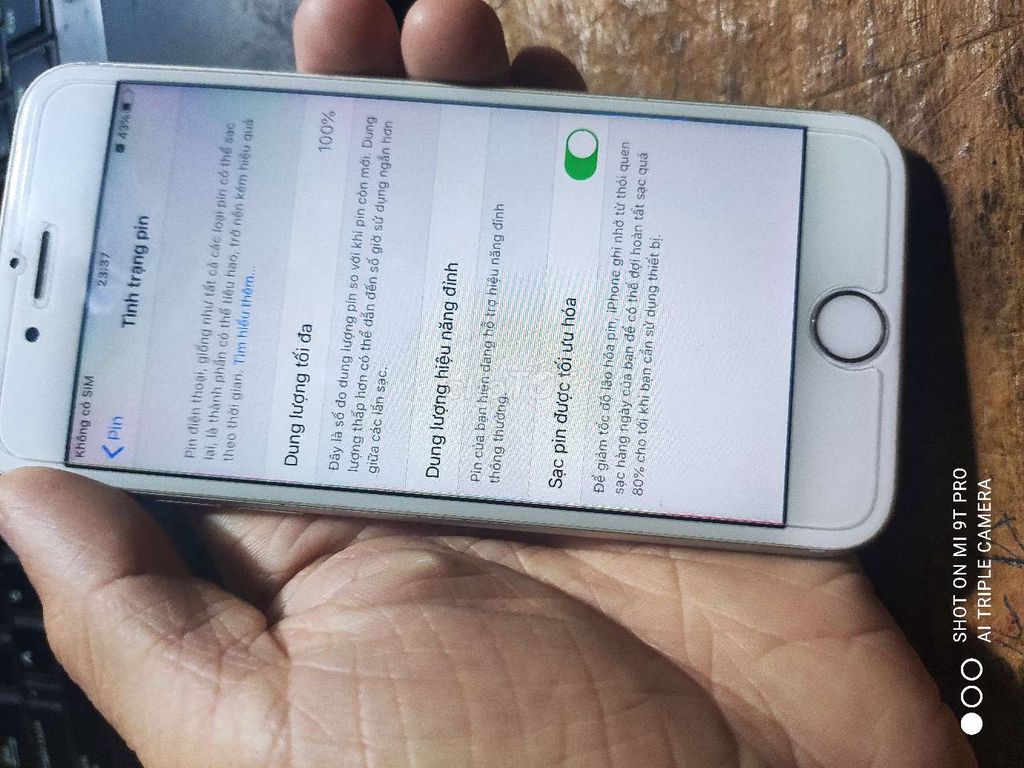 Không có SIM
23:37
43%
Pin
Tình trạng pin
Pin điện thoại, giống như tất cả các loại pin có thể sạc
lại, là thành phần có thể tiêu hao, trở nên kém hiệu quả
theo thời gian. Tìm hiểu thêm...
Dung lượng tối đa
100%
Đây là số đo dung lượng pin so với khi pin còn mới. Dung
lượng thấp hơn có thể dẫn đến số giờ sử dụng ngắn hơn
giữa các lần sạc.
Dung lượng hiệu năng đỉnh
Pin của bạn hiện đang hỗ trợ hiệu năng đỉnh
thông thường.
Sạc pin được tối ưu hóa
Để giảm tốc độ lão hóa pin, iPhone ghi nhớ từ thói quen
sạc hàng ngày của bạn để có thể đợi hoàn tất sạc quá
80% cho tới khi bạn cần sử dụng thiết bị.
SHOT ON MI 9T PRO
AI TRIPLE CAMERA